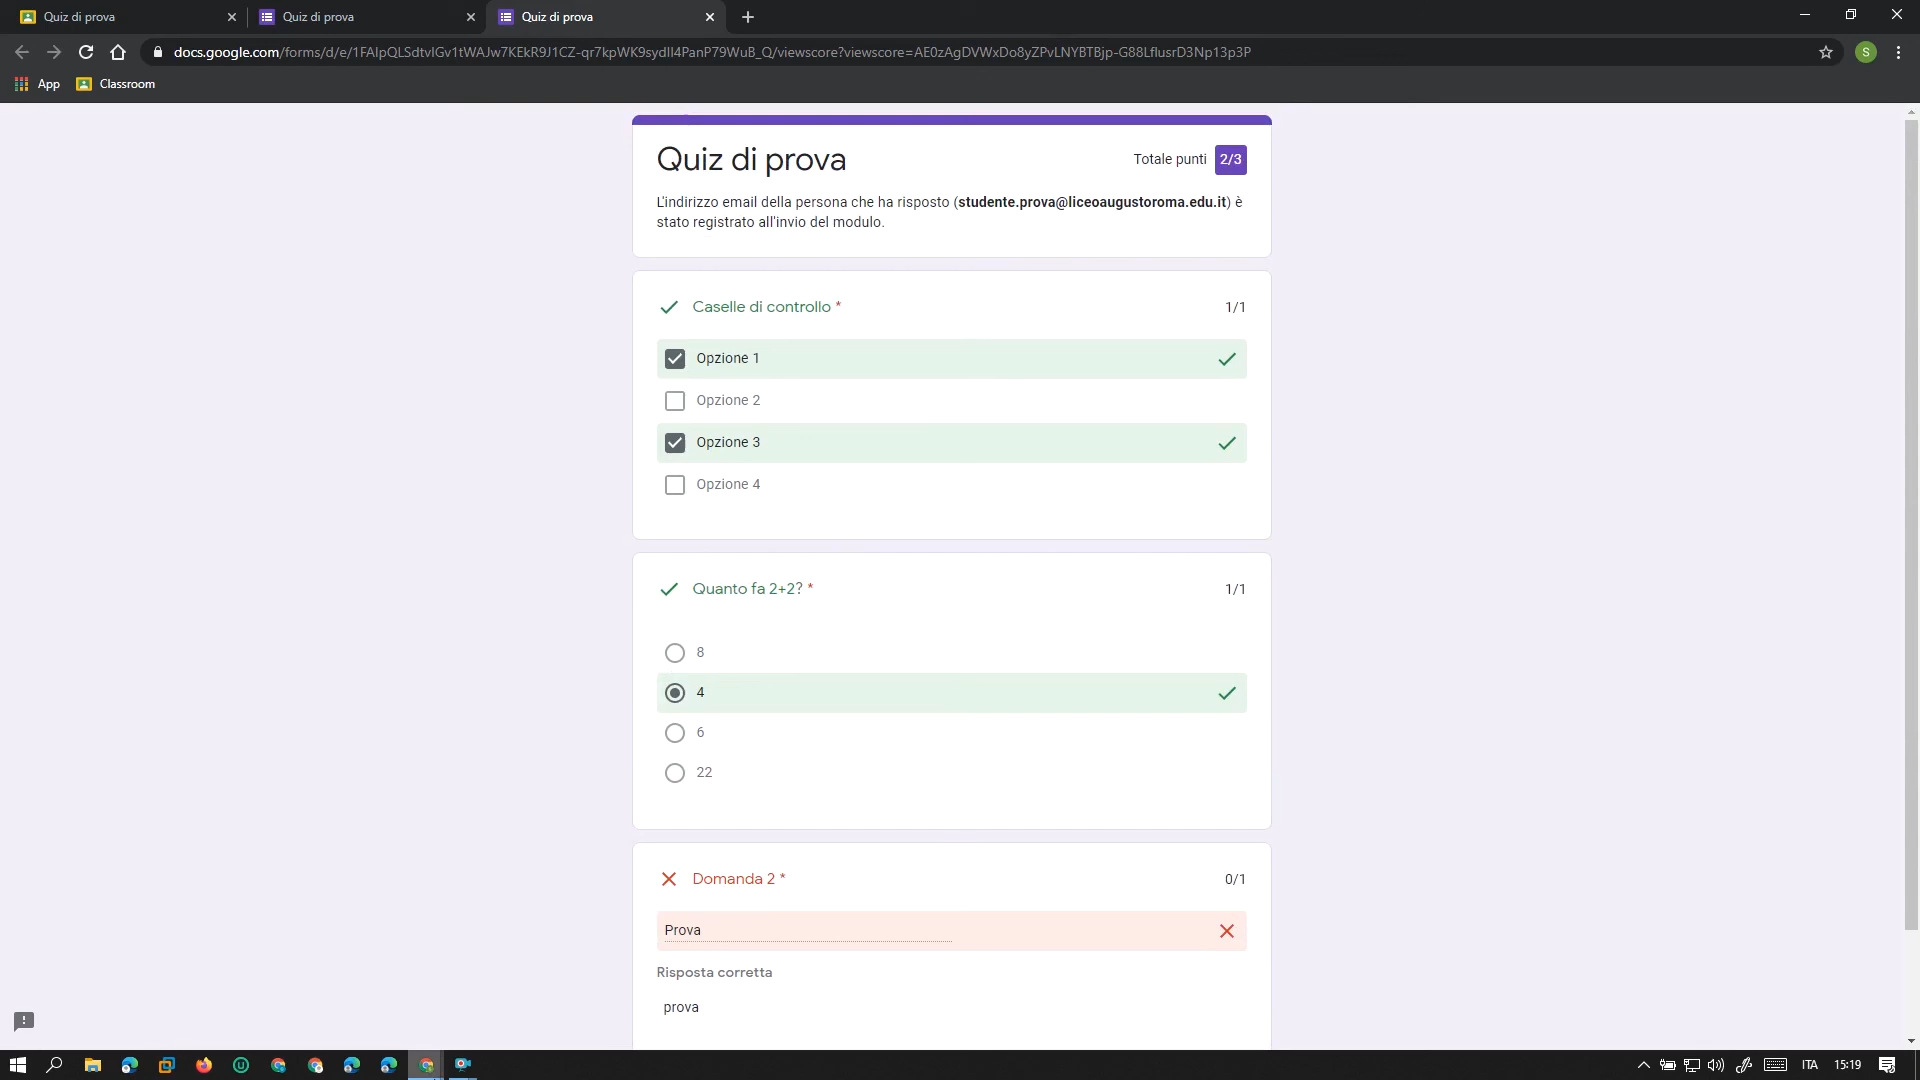 Quiz di prova
Quiz di prova
Quiz di prova
docs.google.com/forms/d/e/1FAIpQLSdtvIGv1tWAJw7KEkR9J1CZ-qr7kpWK9sydII4PanP79WuB_Q/viewscore?viewscore=AE0zAgDVWxDo8yZPvLNYBTBjp-G88LflusrD3Np13p3P
S
App
Classroom
Quiz di prova
Totale punti 2/3
L'indirizzo email della persona che ha risposto (studente.prova@liceoaugustoroma.edu.it) è
stato registrato all'invio del modulo.
Caselle di controllo *
1/1
Opzione 1
Opzione 2
Opzione 3
Opzione 4
Quanto fa 2+2? *
1/1
8
4
6
22
Domanda 2 *
0/1
Prova
Risposta corretta
prova
ITA
15:19